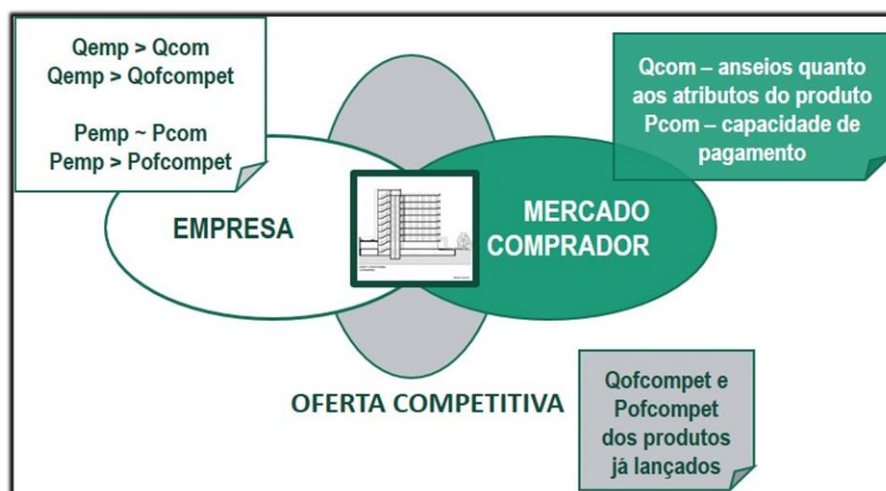 Qemp > Qcom
Qemp > Qofcompet
Pemp ~ Pcom
Pemp > Pofcompet
Qcom – anseios quanto
aos atributos do produto
Pcom – capacidade de
pagamento
EMPRESA
MERCADO
COMPRADOR
OFERTA COMPETITIVA
Qofcompet e
Pofcompet
dos produtos
já lançados